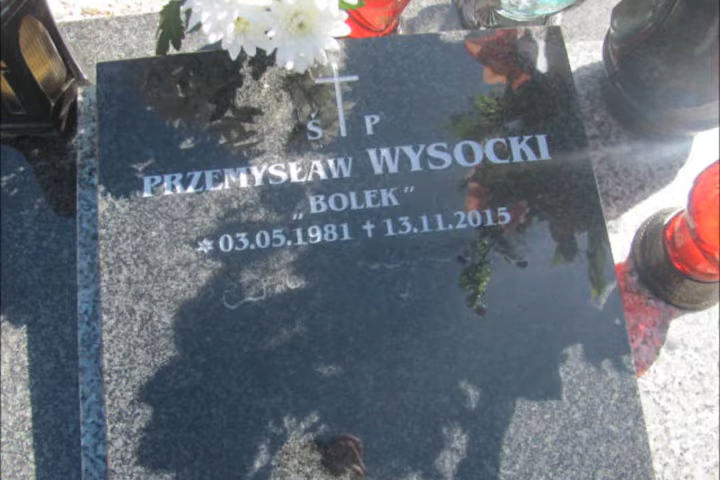 Ś P
PRZEMYSŁAW WYSOCKI
„BOLEK”
✲ 03.05.1981 ✝ 13.11.2015